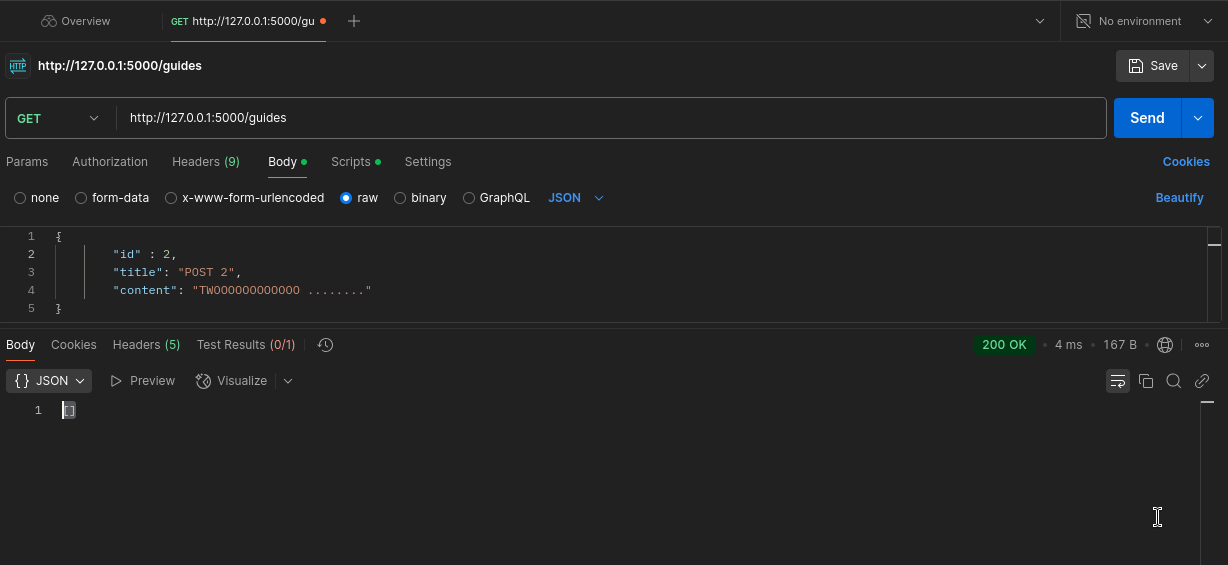 Overview
GET http://127.0.0.1:5000/gu
No environment
HTTP http://127.0.0.1:5000/guides
Save
GET http://127.0.0.1:5000/guides
Send
Params Authorization Headers (9) Body Scripts Settings Cookies
none form-data x-www-form-urlencoded raw binary GraphQL JSON Beautify
1 {
2 "id" : 2,
3 "title": "POST 2",
4 "content": "TWOOOOOOOOOOOO ........"
5 }
Body Cookies Headers (5) Test Results (0/1) 200 OK • 4 ms • 167 B
{} JSON Preview Visualize
1 []